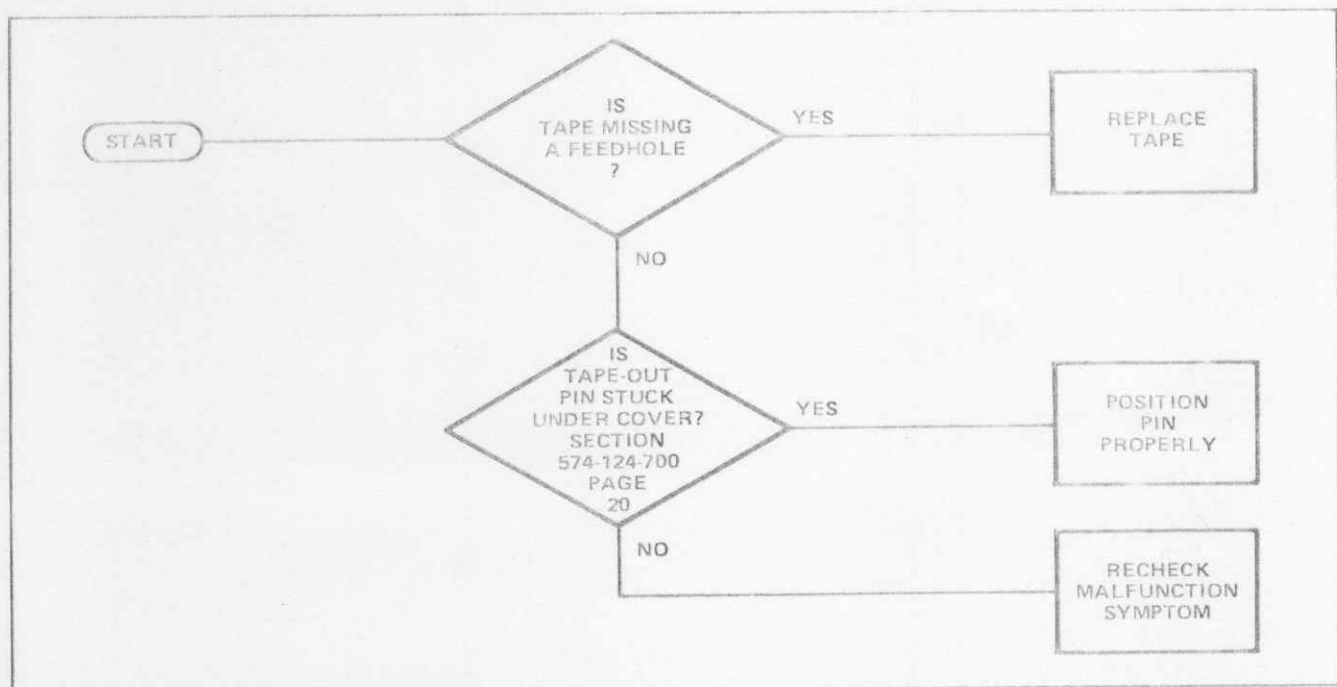 START
IS
TAPE MISSING
A FEEDHOLE
?
YES
REPLACE
TAPE
NO
IS
TAPE-OUT
PIN STUCK
UNDER COVER?
SECTION
574-124-700
PAGE
20
YES
POSITION
PIN
PROPERLY
NO
RECHECK
MALFUNCTION
SYMPTOM